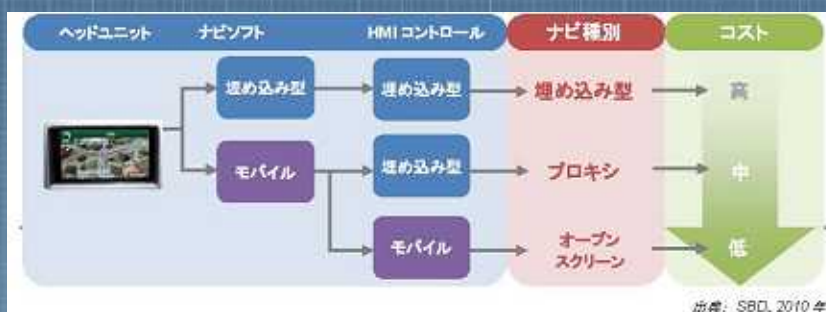 ヘッドユニット ナビソフト HMIコントロール ナビ種別 コスト
埋め込み型 埋め込み型 埋め込み型 高
モバイル 埋め込み型 プロキシ 中
モバイル オープン
スクリーン 低
出典: SBD, 2010年